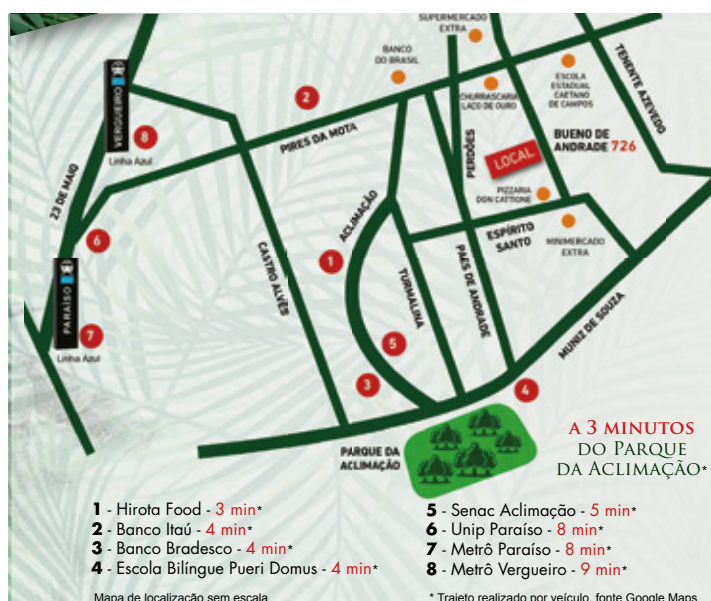 SUPERMERCADO
EXTRA
BANCO
DO BRASIL
TENENTE AZEVEDO
ESCOLA
ESTADUAL
CAETANO
DE CAMPOS
CHURRASCARIA
LAÇO DE OURO
VERGUEIRO
2
8
Linha Azul
PIRES DA MOTA
PERDÕES
BUENO DE
ANDRADE 726
LOCAL
23 DE MAIO
PIZZARIA
DON CATTIONE
ACLIMAÇÃO
6
CASTRO ALVES
1
ESPÍRITO
SANTO
MINIMERCADO
EXTRA
PARAÍSO
TURMALINA
PAES DE ANDRADE
MUNIZ DE SOUZA
7
Linha Azul
5
3
4
PARQUE DA
ACLIMAÇÃO
A 3 MINUTOS
DO PARQUE
DA ACLIMAÇÃO*
1 - Hirota Food - 3 min*
2 - Banco Itaú - 4 min*
3 - Banco Bradesco - 4 min*
4 - Escola Bilíngue Pueri Domus - 4 min*
5 - Senac Aclimação - 5 min*
6 - Unip Paraíso - 8 min*
7 - Metrô Paraíso - 8 min*
8 - Metrô Vergueiro - 9 min*
Mapa de localização sem escala
* Trajeto realizado por veículo, fonte Google Maps